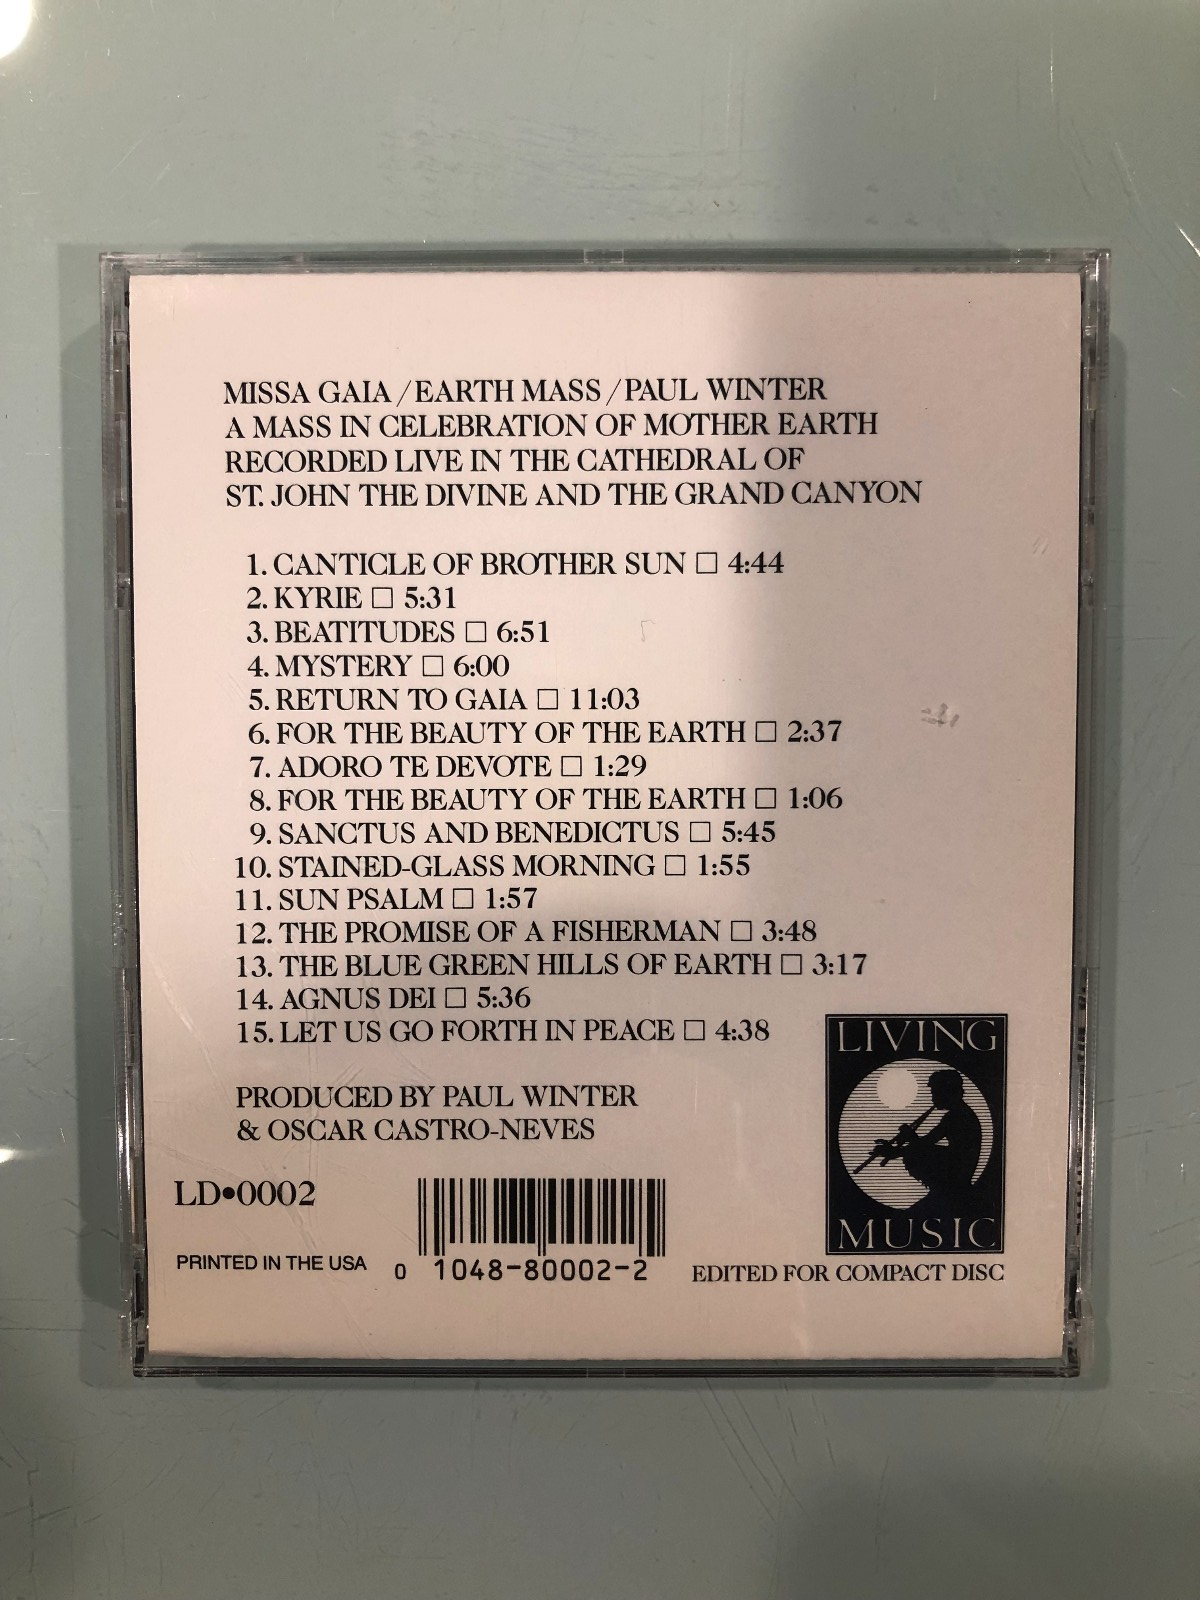 MISSA GAIA / EARTH MASS / PAUL WINTER
A MASS IN CELEBRATION OF MOTHER EARTH
RECORDED LIVE IN THE CATHEDRAL OF
ST. JOHN THE DIVINE AND THE GRAND CANYON
1. CANTICLE OF BROTHER SUN □ 4:44
2. KYRIE □ 5:31
3. BEATITUDES □ 6:51
4. MYSTERY □ 6:00
5. RETURN TO GAIA □ 11:03
6. FOR THE BEAUTY OF THE EARTH □ 2:37
7. ADORO TE DEVOTE □ 1:29
8. FOR THE BEAUTY OF THE EARTH □ 1:06
9. SANCTUS AND BENEDICTUS □ 5:45
10. STAINED-GLASS MORNING □ 1:55
11. SUN PSALM □ 1:57
12. THE PROMISE OF A FISHERMAN □ 3:48
13. THE BLUE GREEN HILLS OF EARTH □ 3:17
14. AGNUS DEI □ 5:36
15. LET US GO FORTH IN PEACE □ 4:38
LIVING
MUSIC
PRODUCED BY PAUL WINTER
& OSCAR CASTRO-NEVES
LD•0002
PRINTED IN THE USA
0 1048-80002-2
EDITED FOR COMPACT DISC